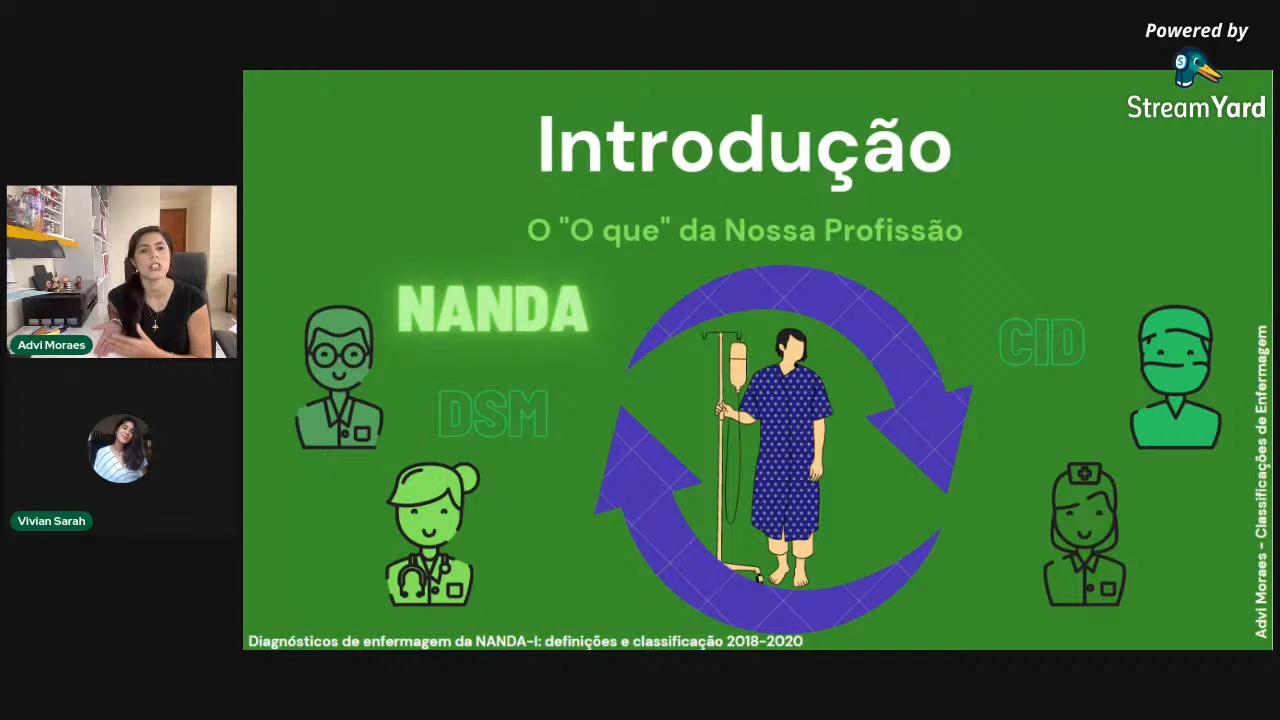 Powered by
StreamYard
Introdução
O "O que" da Nossa Profissão
NANDA
CID
DSM
Advi Moraes
Vivian Sarah
Advi Moraes - Classificações de Enfermagem
Diagnósticos de enfermagem da NANDA-I: definições e classificação 2018-2020